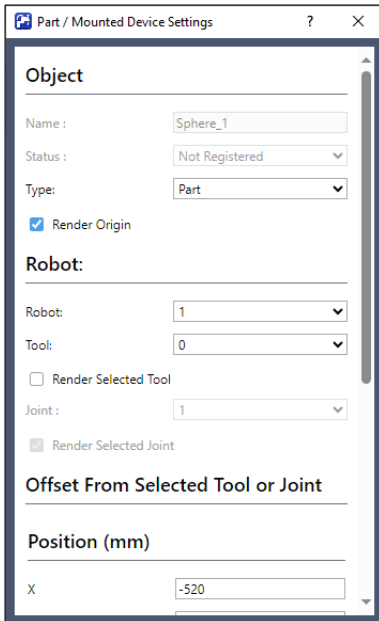 Part / Mounted Device Settings ?
Object
Name : Sphere_1
Status : Not Registered
Type: Part
Render Origin
Robot:
Robot: 1
Tool: 0
Render Selected Tool
Joint : 1
Render Selected Joint
Offset From Selected Tool or Joint
Position (mm)
X -520